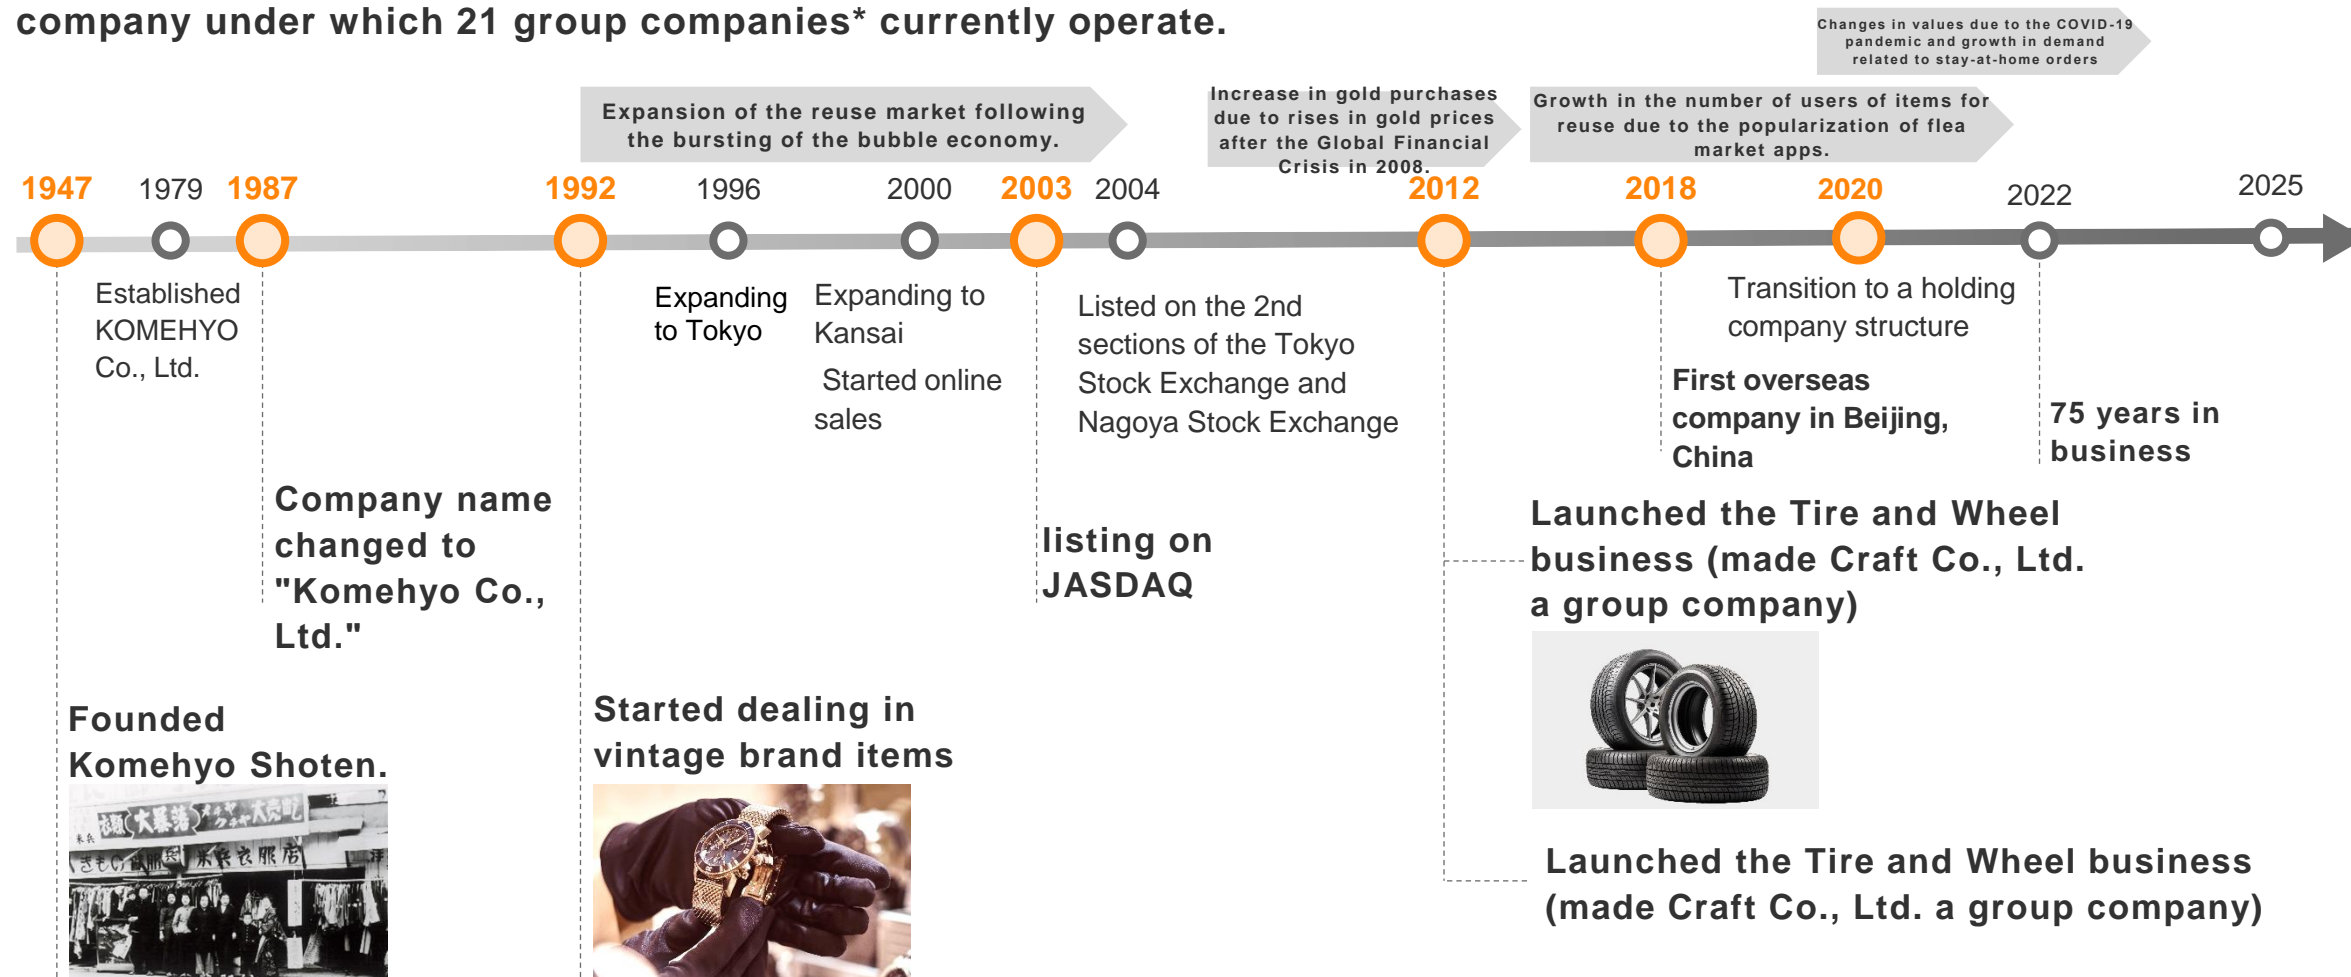 company under which 21 group companies* currently operate.
Changes in values due to the COVID-19
pandemic and growth in demand
related to stay-at-home orders
Expansion of the reuse market following
the bursting of the bubble economy.
Increase in gold purchases
due to rises in gold prices
after the Global Financial
Crisis in 2008.
Growth in the number of users of items for
reuse due to the popularization of flea
market apps.
1947
1979
1987
1992
1996
2000
2003
2004
2012
2018
2020
2022
2025
Established
KOMEHYO
Co., Ltd.
Expanding
to Tokyo
Expanding to
Kansai
Started online
sales
Listed on the 2nd
sections of the Tokyo
Stock Exchange and
Nagoya Stock Exchange
Transition to a holding
company structure
First overseas
company in Beijing,
China
75 years in
business
Company name
changed to
"Komehyo Co.,
Ltd."
listing on
JASDAQ
Launched the Tire and Wheel
business (made Craft Co., Ltd.
a group company)
Founded
Komehyo Shoten.
Started dealing in
vintage brand items
米兵衣服店
Launched the Tire and Wheel business
(made Craft Co., Ltd. a group company)